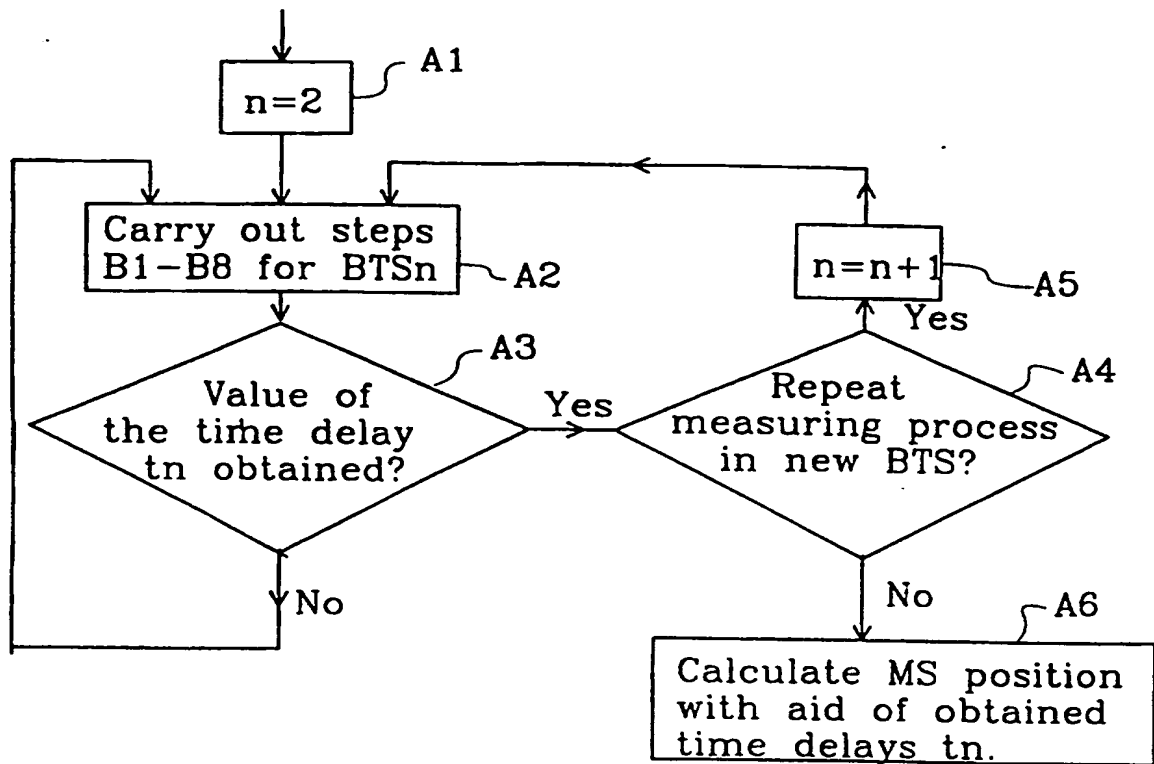 A1
n=2
Carry out steps
B1-B8 for BTSn
A2
n=n+1
A5
Yes
A3
Value of
the time delay
tn obtained?
Yes
A4
Repeat
measuring process
in new BTS?
No
No
A6
Calculate MS position
with aid of obtained
time delays tn.